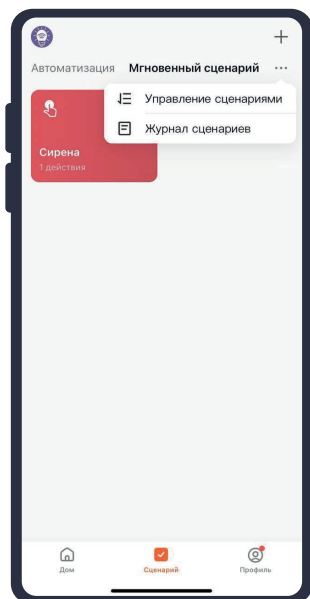 Автоматизация Мгновенный сценарий ...
Управление сценариями
Журнал сценариев
Сирена
1 действия
Дом Сценарий Профиль